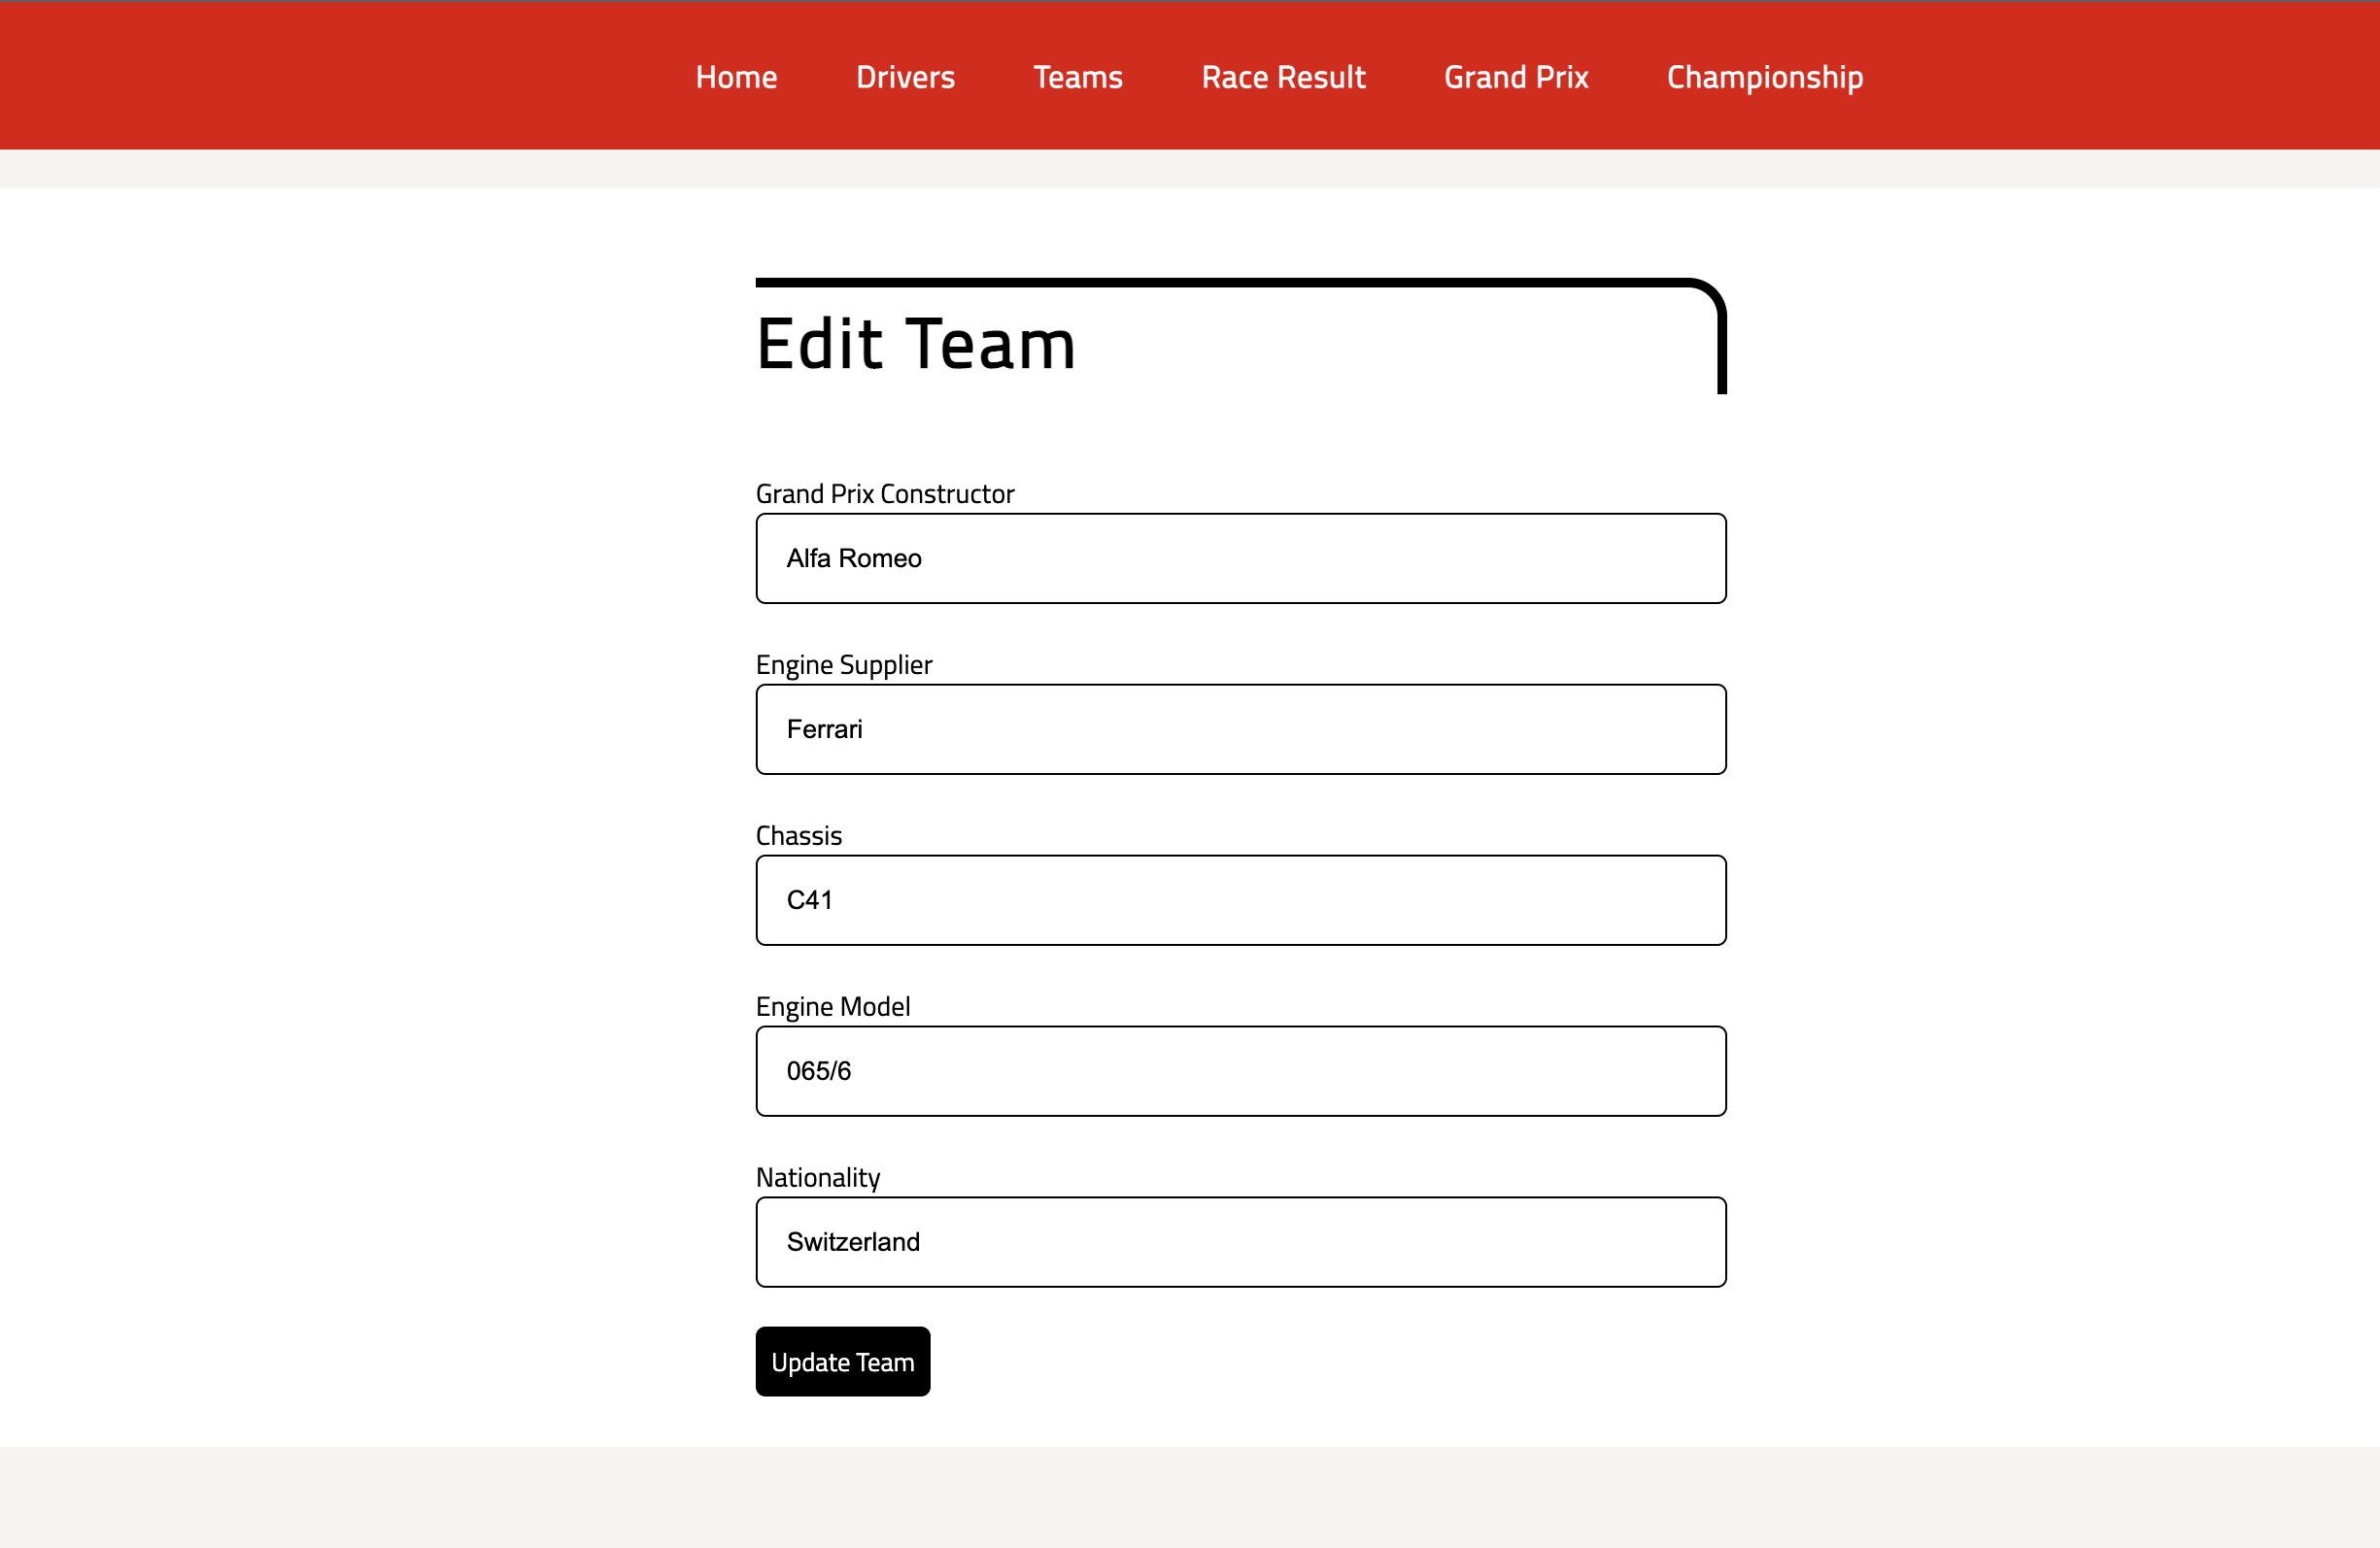 Home Drivers Teams Race Result Grand Prix Championship
Edit Team
Grand Prix Constructor
Alfa Romeo
Engine Supplier
Ferrari
Chassis
C41
Engine Model
065/6
Nationality
Switzerland
Update Team